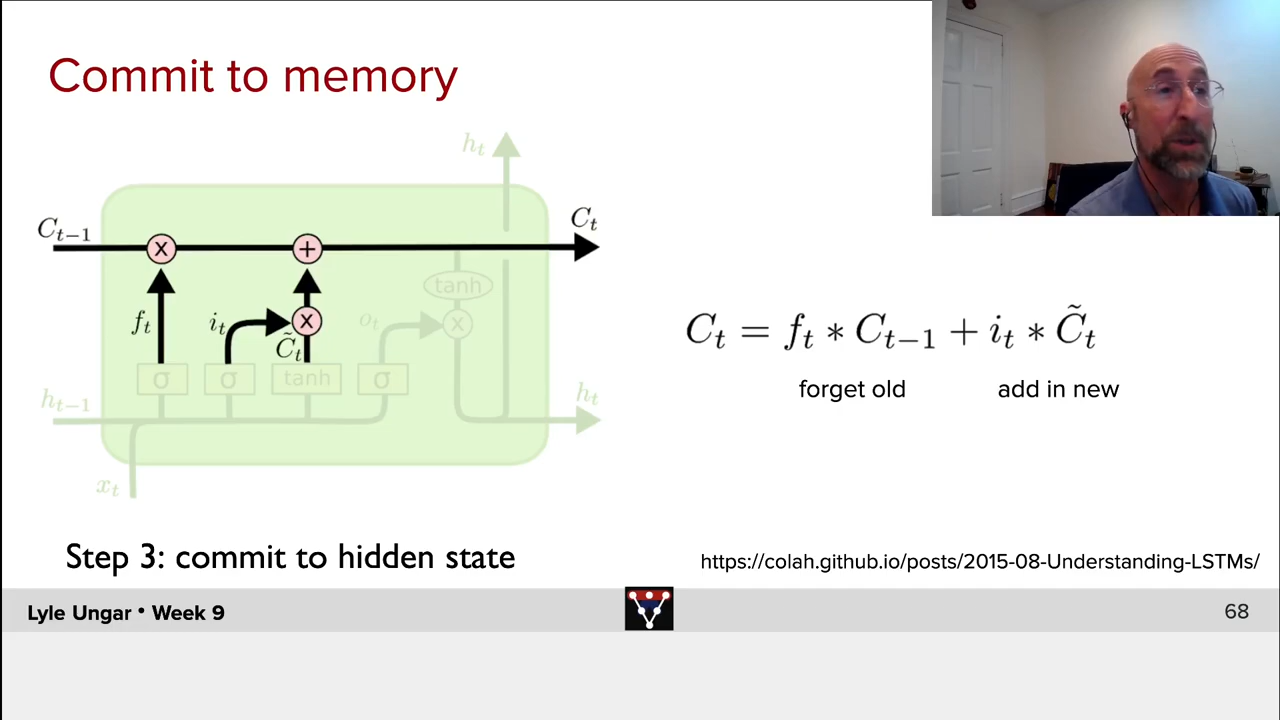 Commit to memory
h_t
C_{t-1}
C_t
x
+
tanh
f_t
i_t
x
o_t
x
C̃_t
σ
σ
tanh
σ
h_{t-1}
h_t
x_t
C_t = f_t * C_{t-1} + i_t * C̃_t
forget old
add in new
Step 3: commit to hidden state
https://colah.github.io/posts/2015-08-Understanding-LSTMs/
Lyle Ungar • Week 9
68